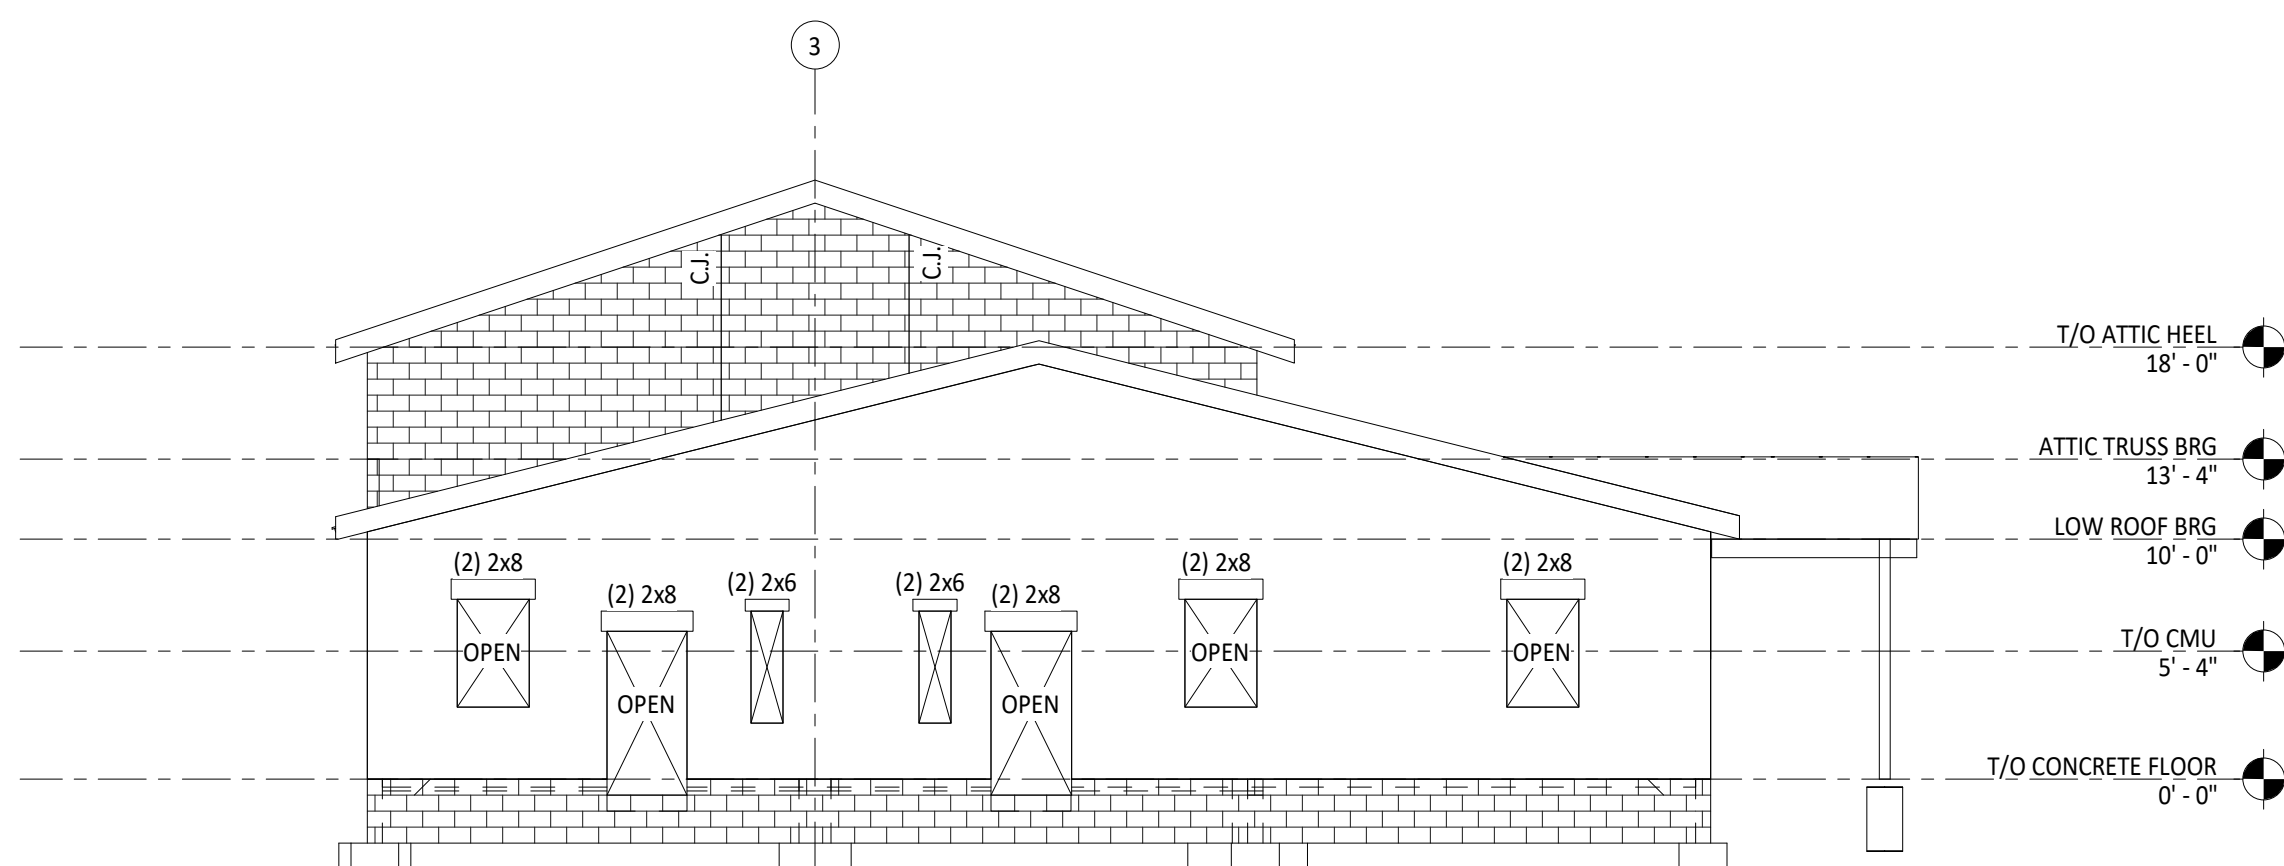 3
C.J.
C.J.
T/O ATTIC HEEL
18' - 0"
ATTIC TRUSS BRG
13' - 4"
LOW ROOF BRG
10' - 0"
(2) 2x8
(2) 2x8
(2) 2x6
(2) 2x6
(2) 2x8
(2) 2x8
(2) 2x8
OPEN
OPEN
OPEN
OPEN
OPEN
T/O CMU
5' - 4"
T/O CONCRETE FLOOR
0' - 0"